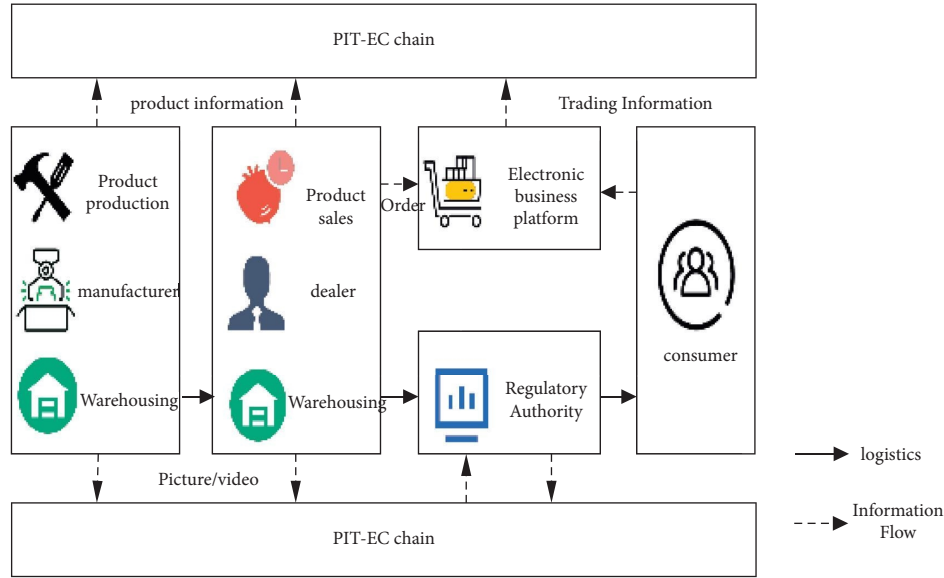 PIT-EC chain
product information
Trading Information
Product
production
manufacturer
Warehousing
Product
sales
dealer
Warehousing
Order
Electronic
business
platform
Regulatory
Authority
consumer
logistics
Information
Flow
Picture/video
PIT-EC chain